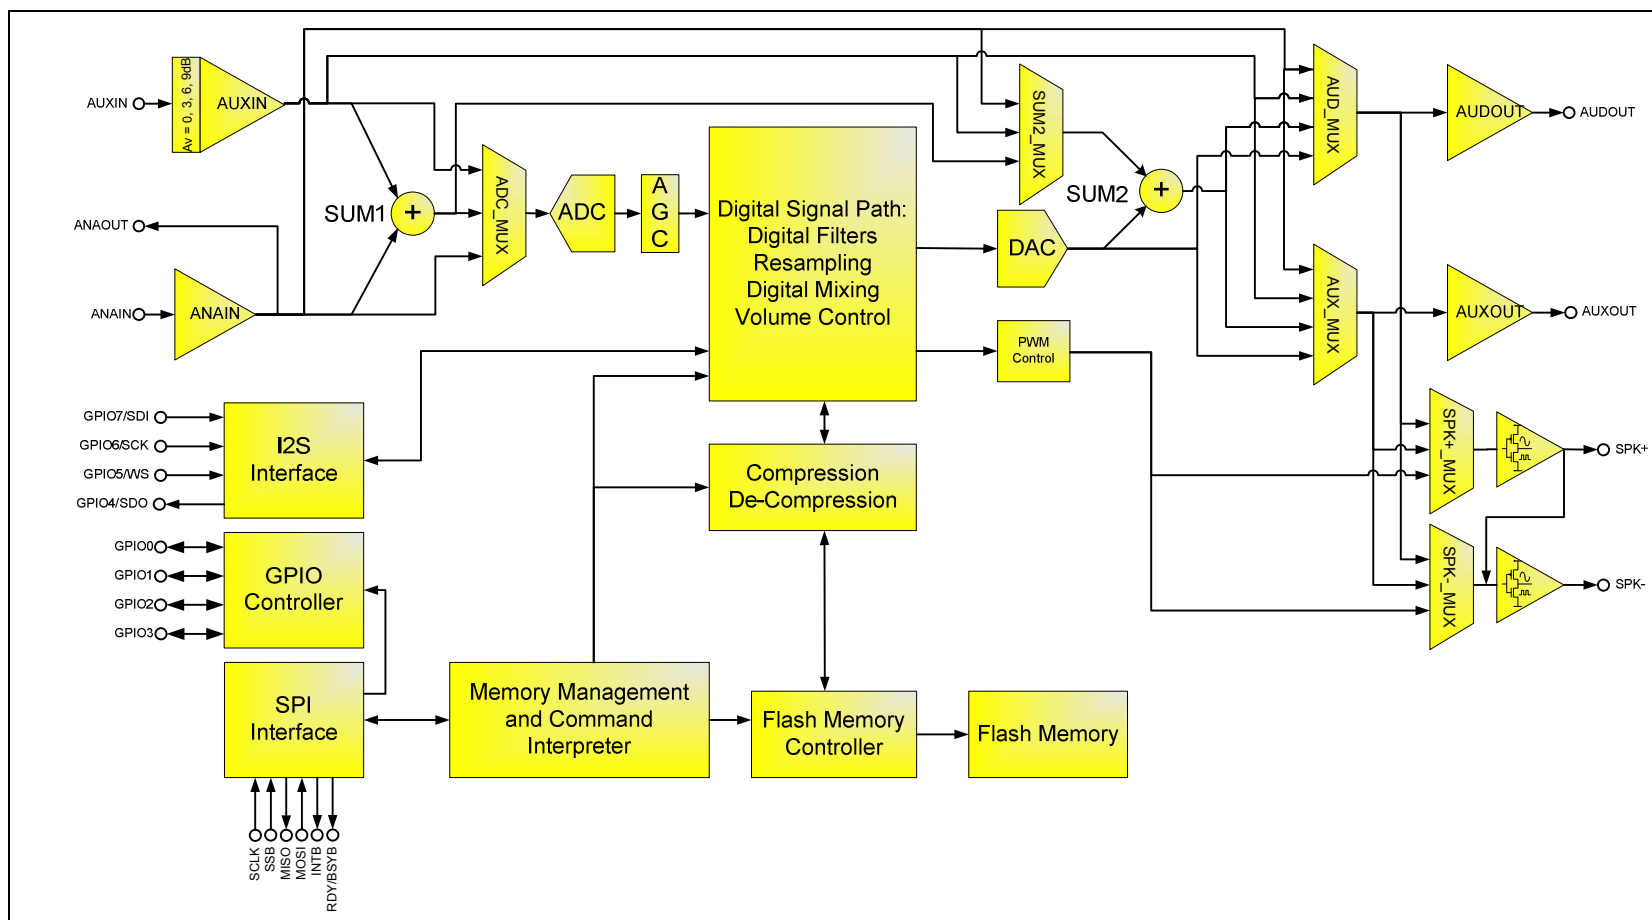 AUXIN
Av = 0, 3, 6, 9dB
AUXIN
ANAOUT
ANAIN
ANAIN
SUM1
+
ADC_MUX
ADC
A
G
C
Digital Signal Path:
Digital Filters
Resampling
Digital Mixing
Volume Control
SUM2_MUX
SUM2
+
DAC
PWM
Control
AUD_MUX
AUDOUT
AUDOUT
AUX_MUX
AUXOUT
AUXOUT
SPK+_MUX
SPK+
SPK-_MUX
SPK-
GPIO7/SDI
GPIO6/SCK
GPIO5/WS
GPIO4/SDO
I2S
Interface
Compression
De-Compression
GPIO0
GPIO1
GPIO2
GPIO3
GPIO
Controller
SPI
Interface
Memory Management
and Command
Interpreter
Flash Memory
Controller
Flash Memory
SCLK
SSB
MISO
MOSI
INTB
RDY/BSYB